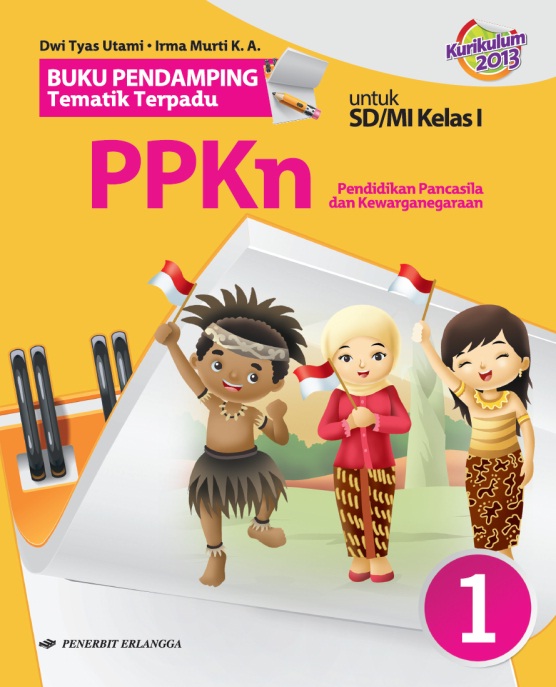 Dwi Tyas Utami • Irma Murti K. A.
Kurikulum
2013
BUKU PENDAMPING
Tematik Terpadu
untuk
SD/MI Kelas I
PPKn
Pendidikan Pancasila
dan Kewarganegaraan
1
PENERBIT ERLANGGA